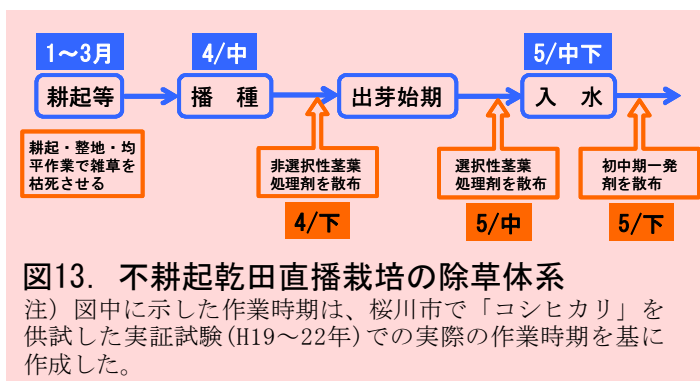 1～3月
4/中
5/中下
耕起等
播　種
出芽始期
入　水
耕起・整地・均
平作業で雑草を
枯死させる
非選択性茎葉
処理剤を散布
選択性茎葉
処理剤を散布
初中期一発
剤を散布
4/下
5/中
5/下
図13.　不耕起乾田直播栽培の除草体系
注）図中に示した作業時期は、桜川市で「コシヒカリ」を
供試した実証試験(H19～22年)での実際の作業時期を基に
作成した。